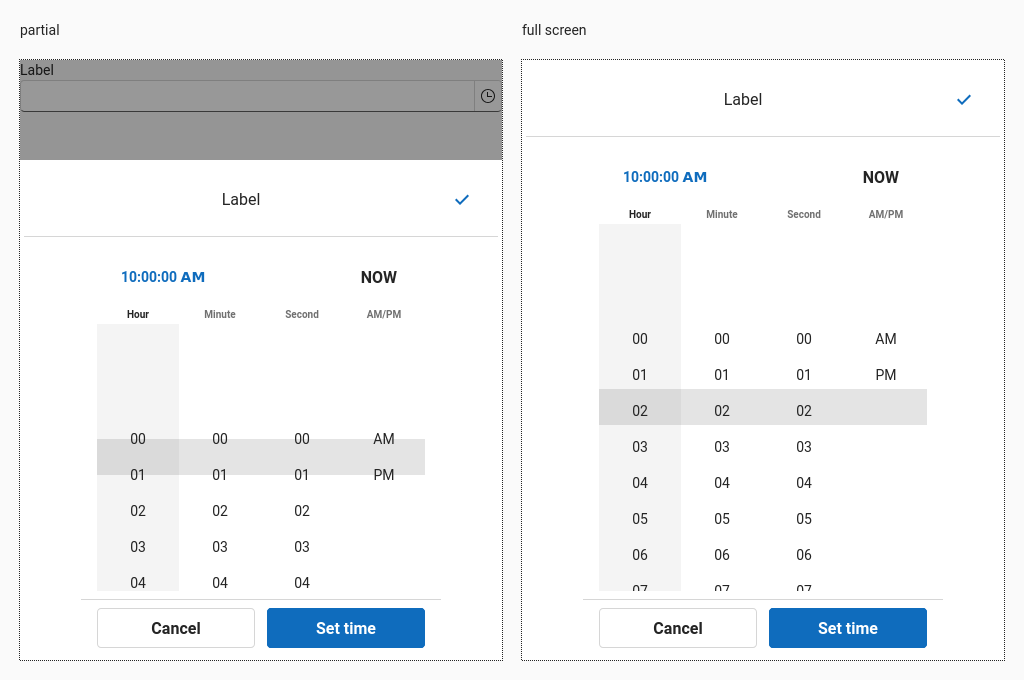 partial
Label
Label
10:00:00 AM NOW
Hour Minute Second AM/PM
00 00 00 AM
01 01 01 PM
02 02 02
03 03 03
04 04 04
Cancel Set time
full screen
Label
10:00:00 AM NOW
Hour Minute Second AM/PM
00 00 00 AM
01 01 01 PM
02 02 02
03 03 03
04 04 04
05 05 05
06 06 06
07 07 07
Cancel Set time